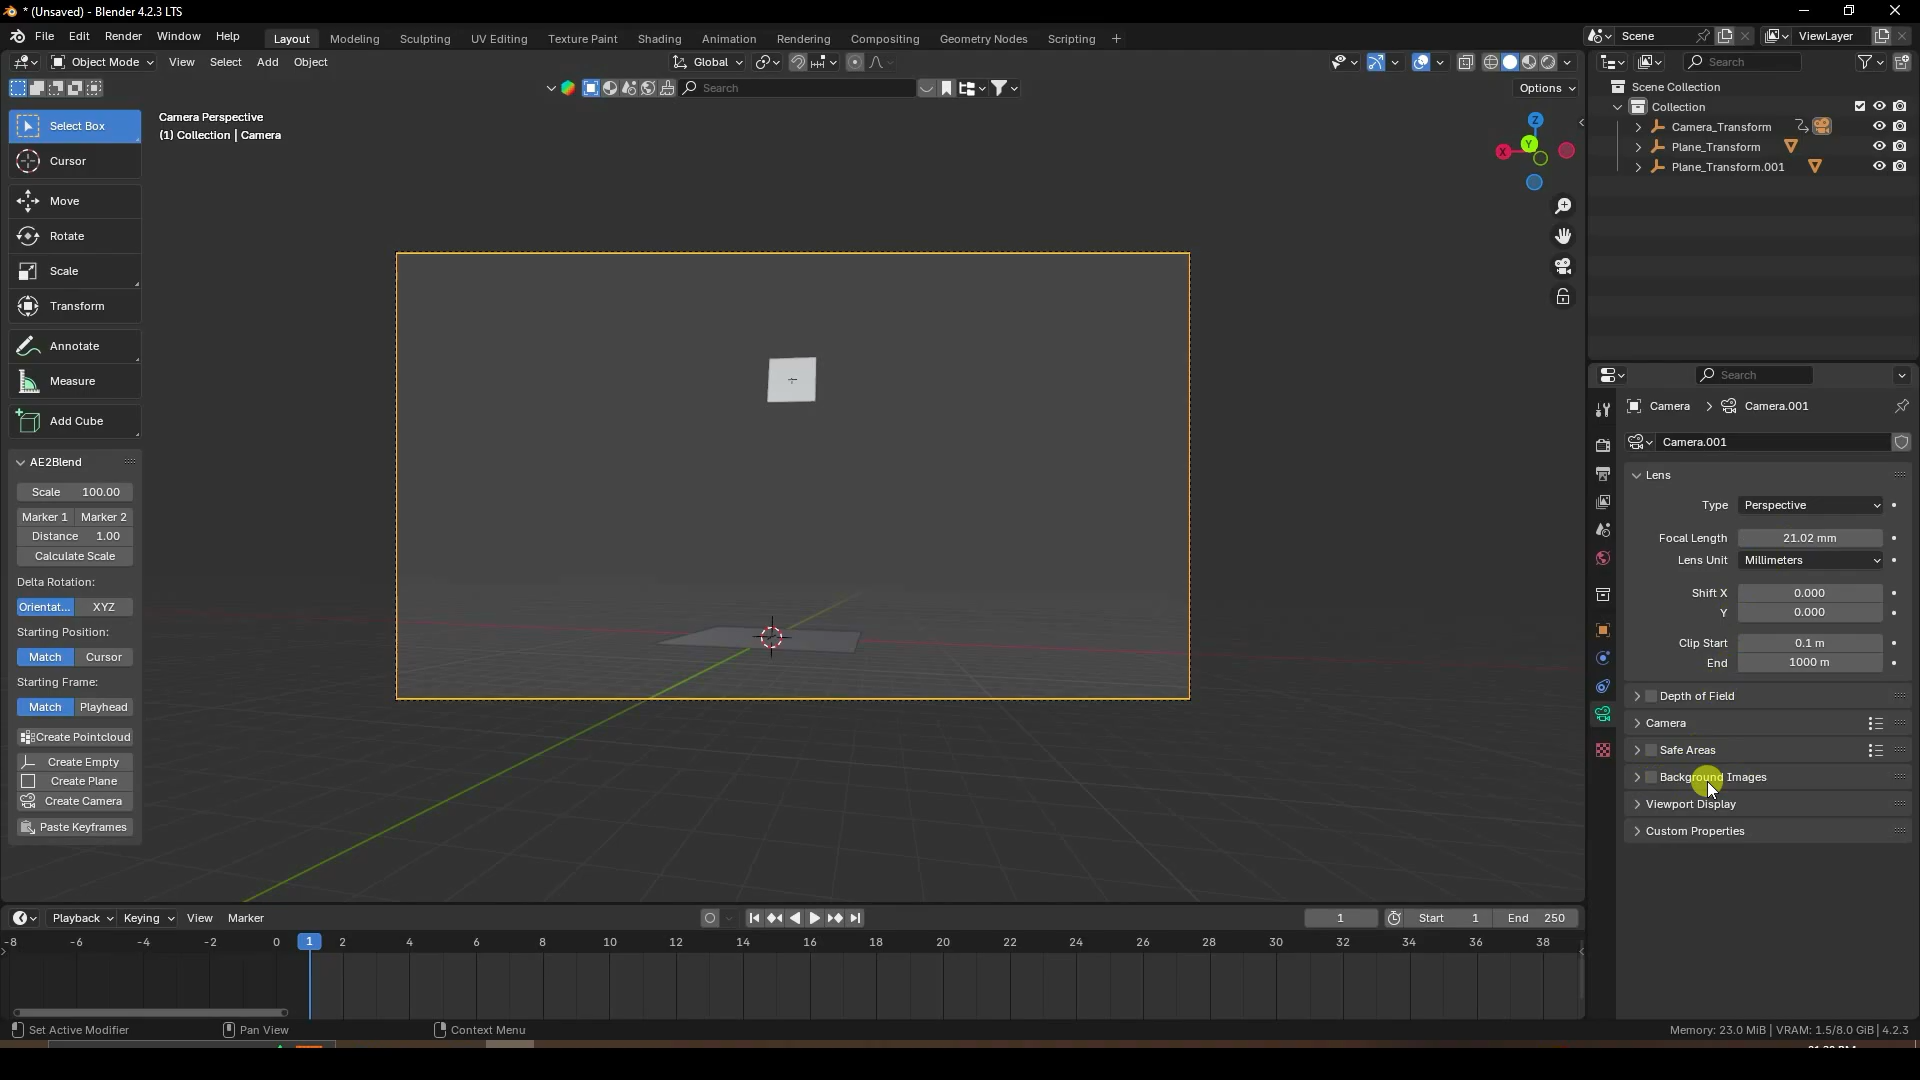 * (Unsaved) - Blender 4.2.3 LTS
File Edit Render Window Help
Layout Modeling Sculpting UV Editing Texture Paint Shading Animation Rendering Compositing Geometry Nodes Scripting +
Scene
ViewLayer
Object Mode View Select Add Object
Global
Search
Options
Select Box
Cursor
Move
Rotate
Scale
Transform
Annotate
Measure
Add Cube
AE2Blend
Scale 100.00
Marker 1 Marker 2
Distance 1.00
Calculate Scale
Delta Rotation:
Orientat... XYZ
Starting Position:
Match Cursor
Starting Frame:
Match Playhead
Create Pointcloud
Create Empty
Create Plane
Create Camera
Paste Keyframes
Camera Perspective
(1) Collection | Camera
Z
Y
X
Search
Scene Collection
Collection
Camera_Transform
Plane_Transform
Plane_Transform.001
Search
Camera > Camera.001
Camera.001
Lens
Type Perspective
Focal Length 21.02 mm
Lens Unit Millimeters
Shift X 0.000
Y 0.000
Clip Start 0.1 m
End 1000 m
Depth of Field
Camera
Safe Areas
Background Images
Viewport Display
Custom Properties
Playback Keying View Marker
1
Start 1 End 250
-8 -6 -4 -2 0 1 2 4 6 8 10 12 14 16 18 20 22 24 26 28 30 32 34 36 38
Set Active Modifier Pan View Context Menu
Memory: 23.0 MiB | VRAM: 1.5/8.0 GiB | 4.2.3